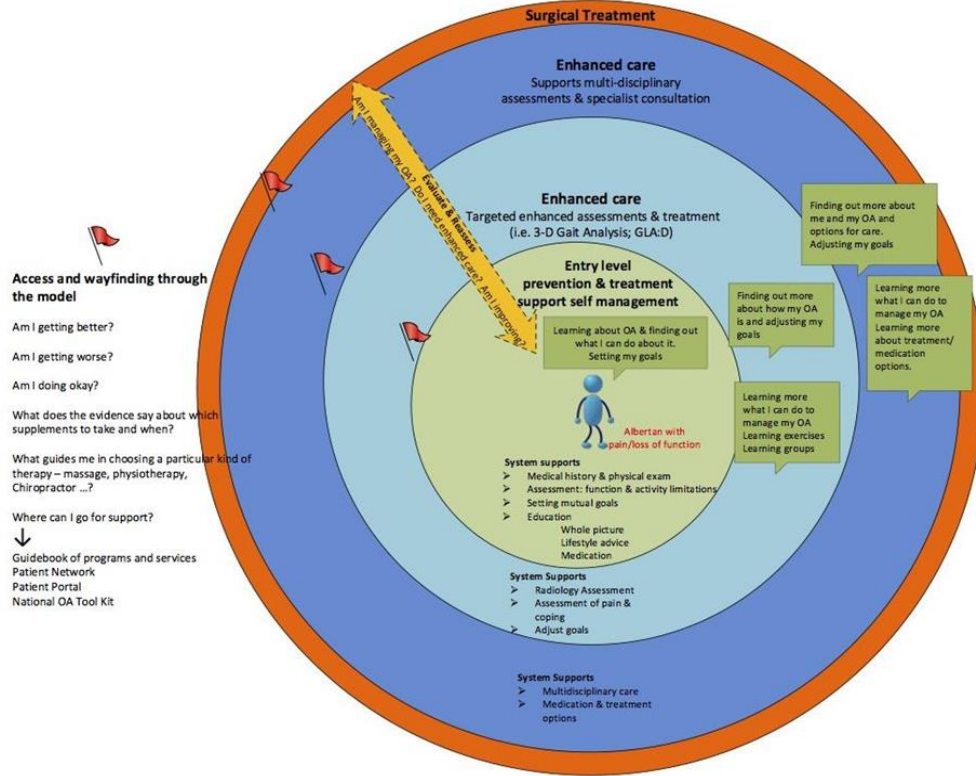 Surgical Treatment
Enhanced care
Supports multi-disciplinary
assessments & specialist consultation
Am I managing my OA? Do I need enhanced care? Am I improving?
Evaluate & Reassess
Enhanced care
Targeted enhanced assessments & treatment
(i.e. 3-D Gait Analysis; GLA:D)
Entry level
prevention & treatment
support self management
Learning about OA & finding out
what I can do about it.
Setting my goals
Albertan with
pain/loss of function
System supports
➢ Medical history & physical exam
➢ Assessment: function & activity limitations
➢ Setting mutual goals
➢ Education
Whole picture
Lifestyle advice
Medication
System Supports
➢ Radiology Assessment
➢ Assessment of pain &
coping
➢ Adjust goals
System Supports
➢ Multidisciplinary care
➢ Medication & treatment
options
Finding out more about
me and my OA and
options for care.
Adjusting my goals
Learning more
what I can do to
manage my OA
Learning more
about treatment/
medication
options.
Finding out more
about how my OA
is and adjusting my
goals
Learning more
what I can do to
manage my OA
Learning exercises
Learning groups
Access and wayfinding through
the model
Am I getting better?
Am I getting worse?
Am I doing okay?
What does the evidence say about which
supplements to take and when?
What guides me in choosing a particular kind of
therapy – massage, physiotherapy,
Chiropractor ...?
Where can I go for support?
↓
Guidebook of programs and services
Patient Network
Patient Portal
National OA Tool Kit